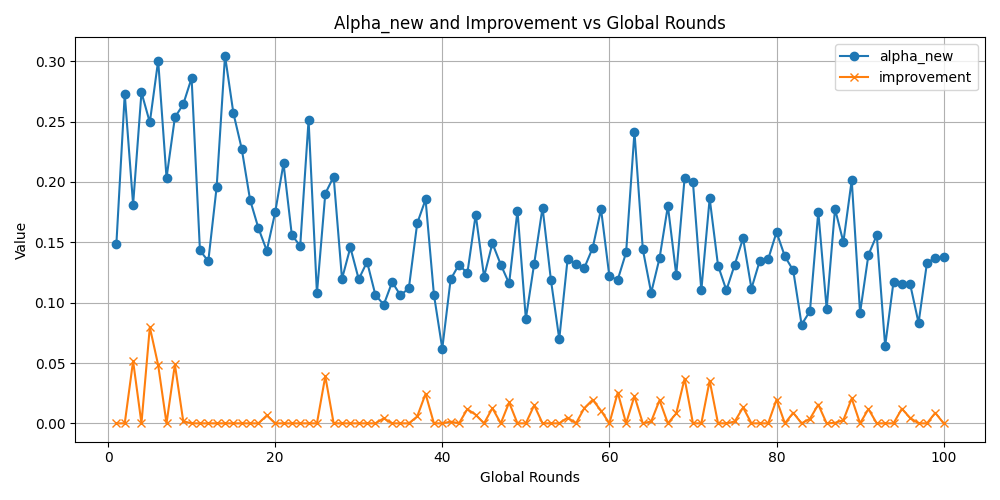 Alpha_new and Improvement vs Global Rounds
alpha_new
improvement
Value
0.30
0.25
0.20
0.15
0.10
0.05
0.00
0 20 40 60 80 100
Global Rounds